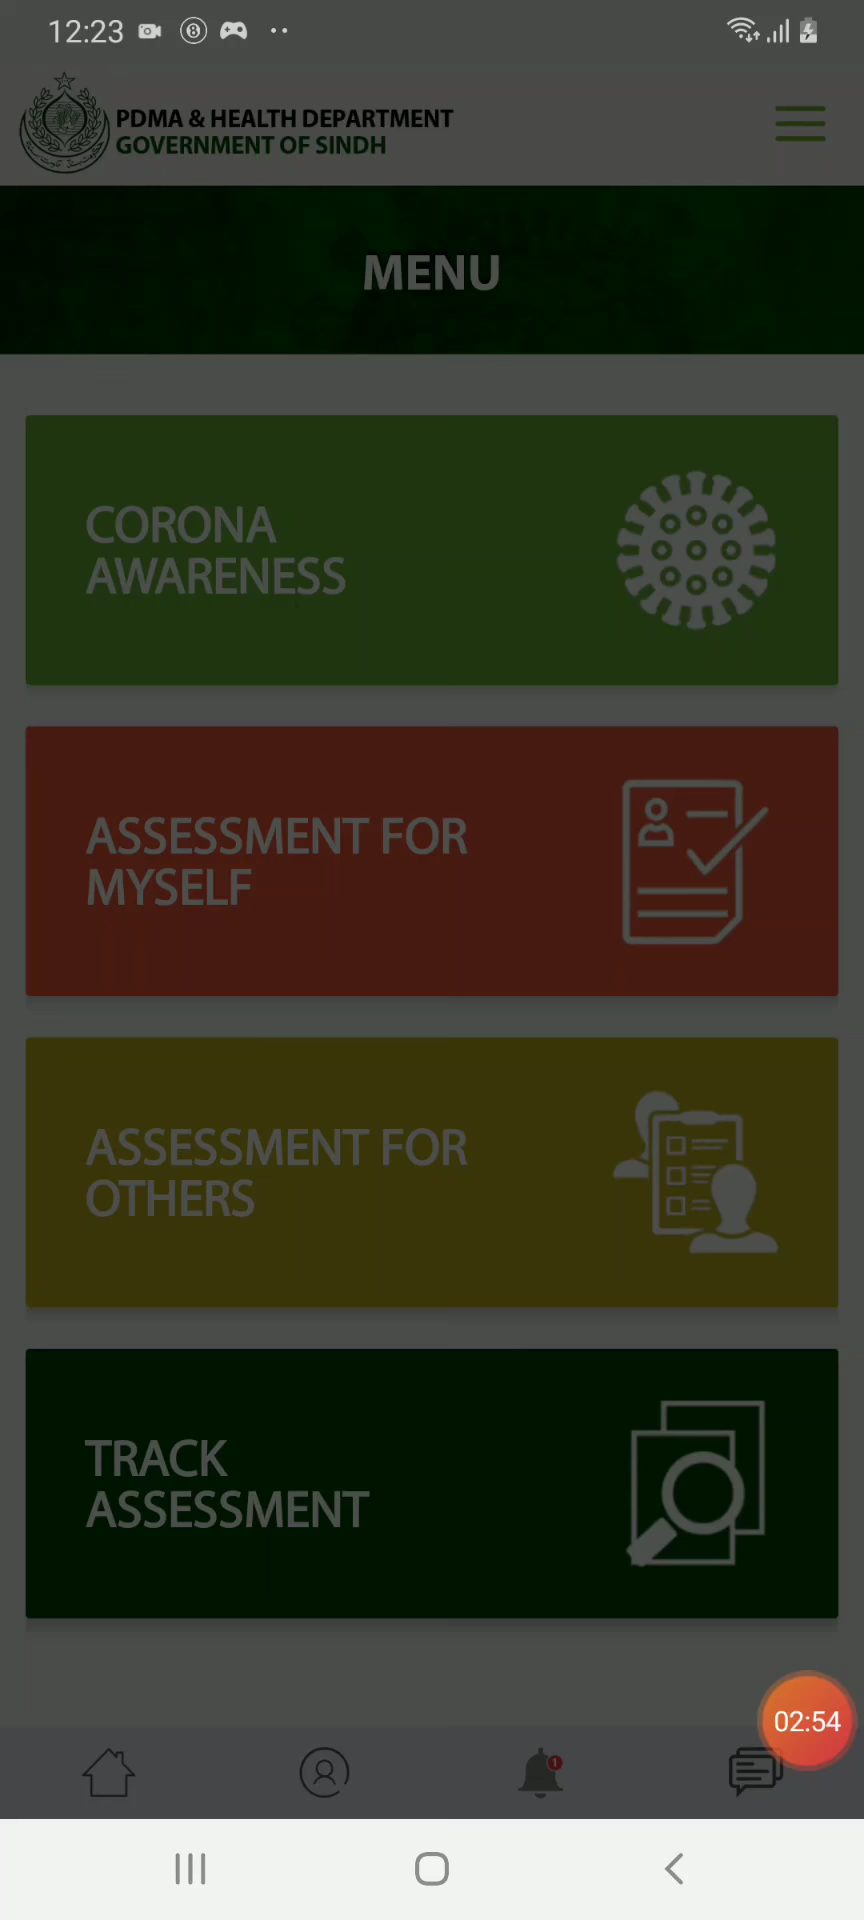 12:23
PDMA & HEALTH DEPARTMENT
GOVERNMENT OF SINDH
MENU
CORONA
AWARENESS
ASSESSMENT FOR
MYSELF
ASSESSMENT FOR
OTHERS
TRACK
ASSESSMENT
02:54
1